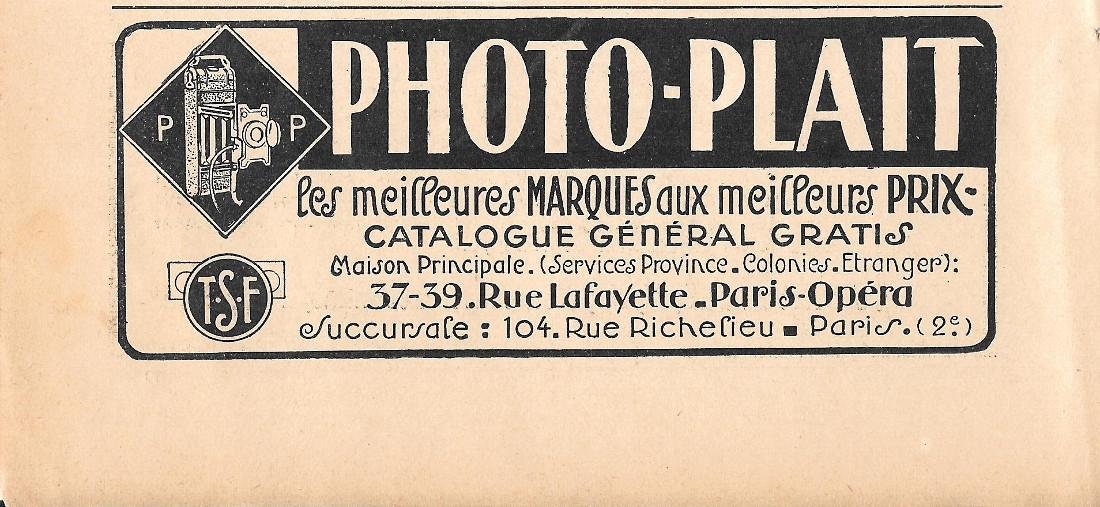 P P
PHOTO-PLAIT
les meilleures MARQUES aux meilleurs PRIX-
CATALOGUE GÉNÉRAL GRATIS
Maison Principale. (Services Province. Colonies. Etranger):
37-39. Rue Lafayette. Paris-Opéra
Succursale : 104. Rue Richelieu ▪ Paris. (2e.)
T·S·F